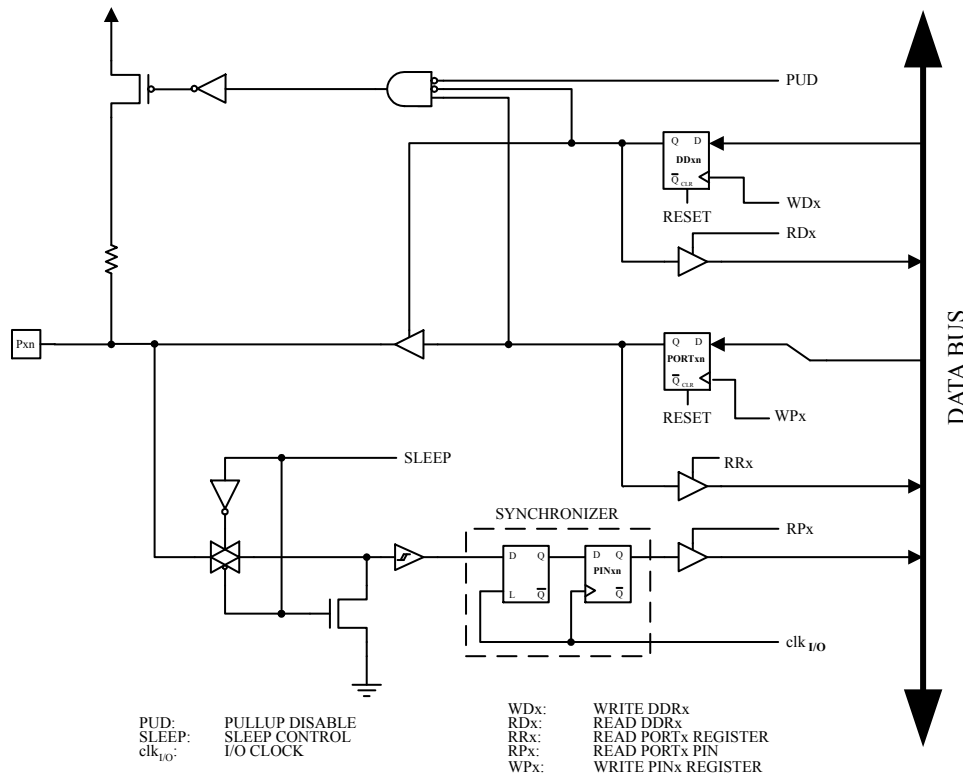 PUD
Q D
DDxn
Q CLR
WDx
RESET
RDx
Pxn
Q D
PORTxn
Q CLR
RESET
WPx
DATA BUS
SLEEP
RRx
SYNCHRONIZER
RPx
D Q
L Q
D Q
PINxn
Q
clk I/O
PUD: PULLUP DISABLE
SLEEP: SLEEP CONTROL
clkI/O: I/O CLOCK
WDx: WRITE DDRx
RDx: READ DDRx
RRx: READ PORTx REGISTER
RPx: READ PORTx PIN
WPx: WRITE PINx REGISTER